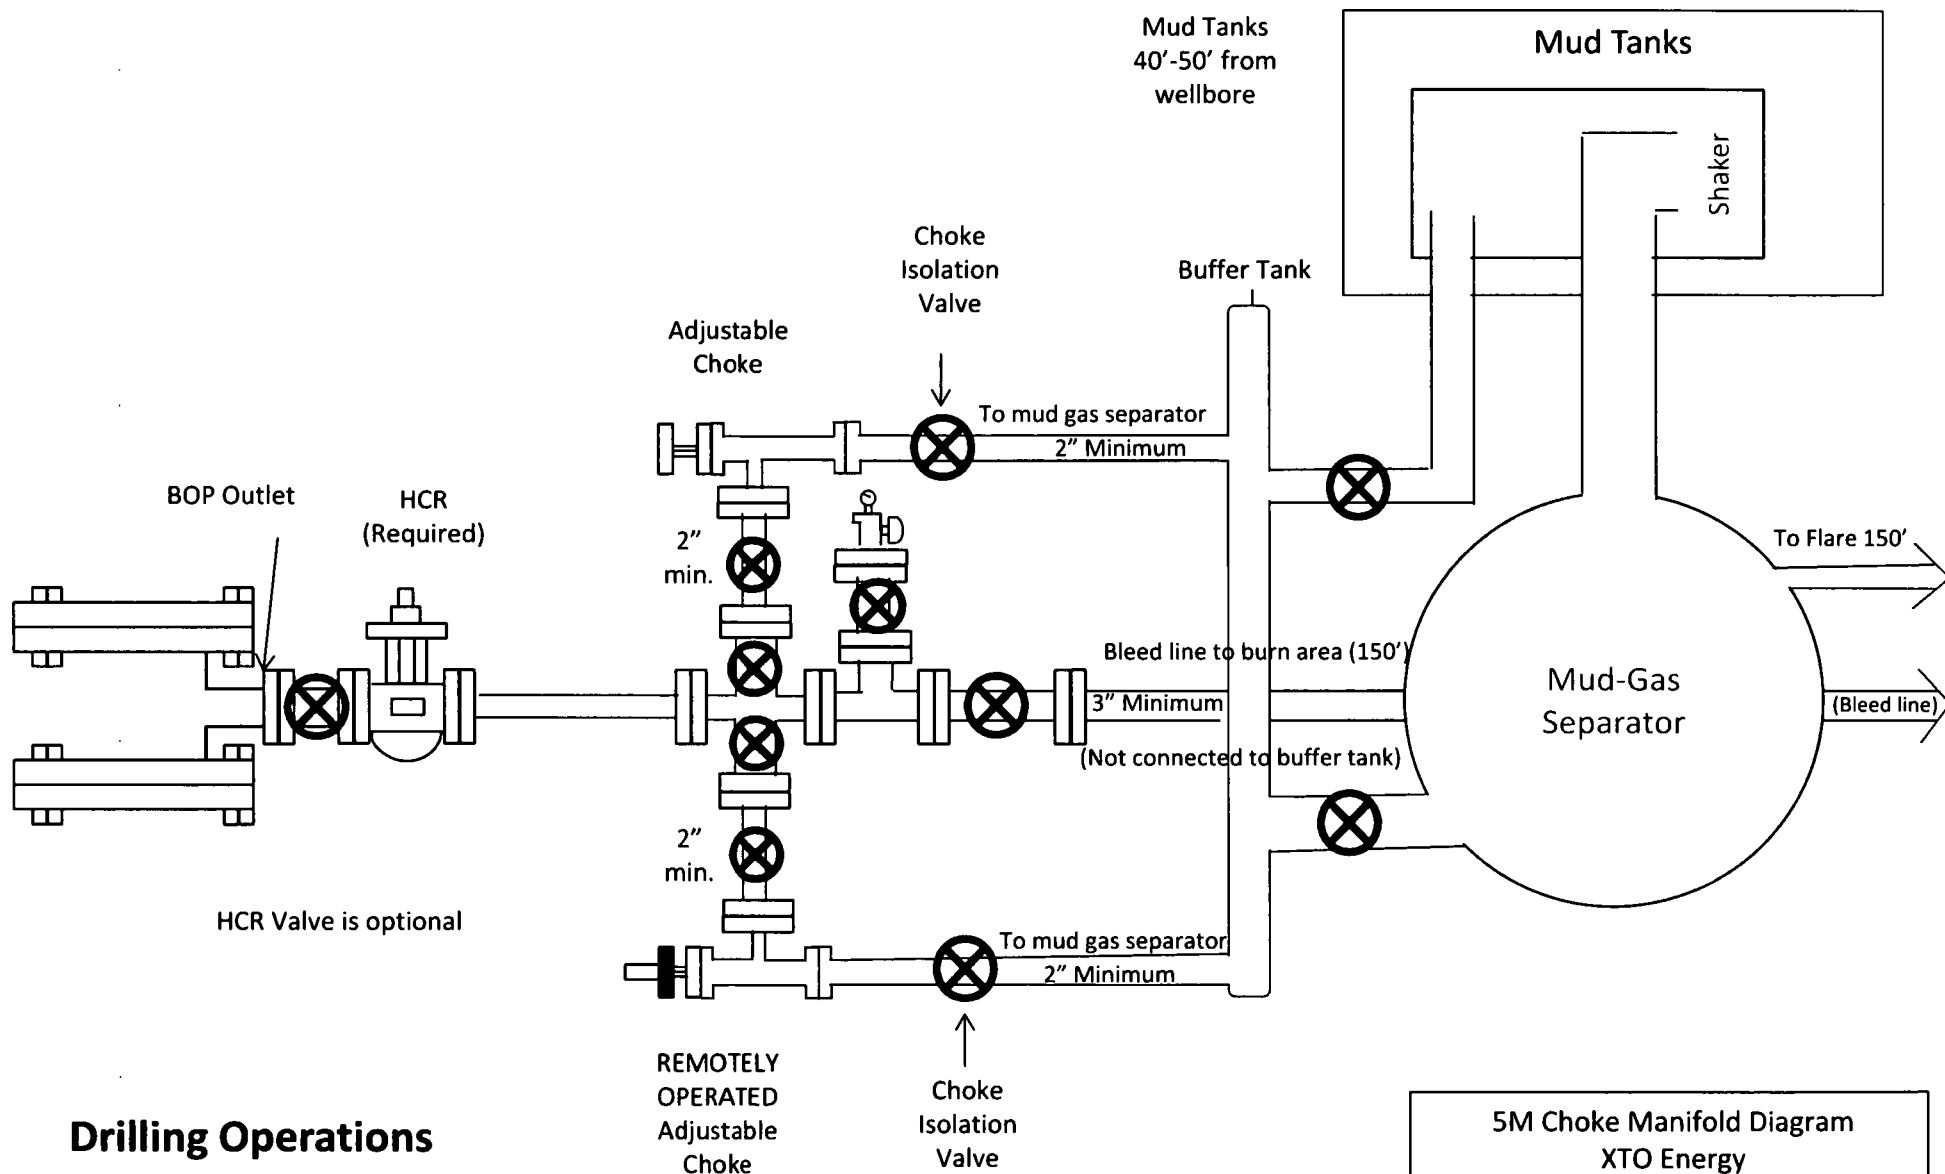 Mud Tanks
40’-50’ from
wellbore
Mud Tanks
Shaker
Choke
Isolation
Valve
Buffer Tank
Adjustable
Choke
To mud gas separator
2” Minimum
BOP Outlet
HCR
(Required)
2”
min.
To Flare 150’
Bleed line to burn area (150’)
3” Minimum
(Not connected to buffer tank)
Mud-Gas
Separator
(Bleed line)
2”
min.
HCR Valve is optional
To mud gas separator
2” Minimum
REMOTELY
OPERATED
Adjustable
Choke
Choke
Isolation
Valve
Drilling Operations
5M Choke Manifold Diagram
XTO Energy